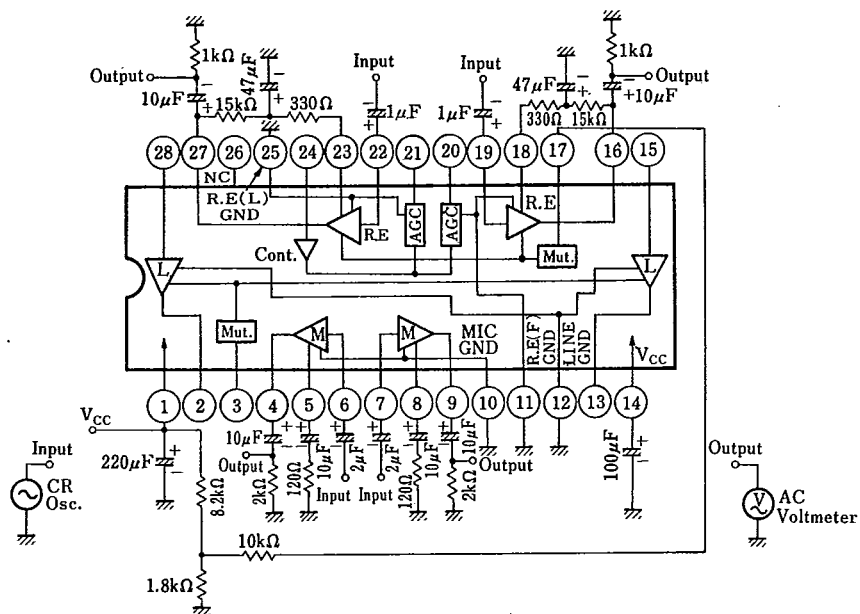 1kΩ
1kΩ
Output
Input
Input
Output
47μF
47μF
10μF
15kΩ
330Ω
1μF
1μF
330Ω
15kΩ
10μF
28
27
26
25
24
23
22
21
20
19
18
17
16
15
NC
R.E(L)
GND
R.E
AGC
AGC
R.E
Mut.
Cont.
L
L
Mut.
M
M
MIC
GND
R.E(F)
GND
LINE
GND
VCC
1
2
3
4
5
6
7
8
9
10
11
12
13
14
VCC
Input
CR
Osc.
220μF
8.2kΩ
10μF
Output
2kΩ
120Ω
10μF
2μF
Input
Input
2μF
120Ω
10μF
2kΩ
10μF
Output
100μF
Output
V
AC
Voltmeter
10kΩ
1.8kΩ